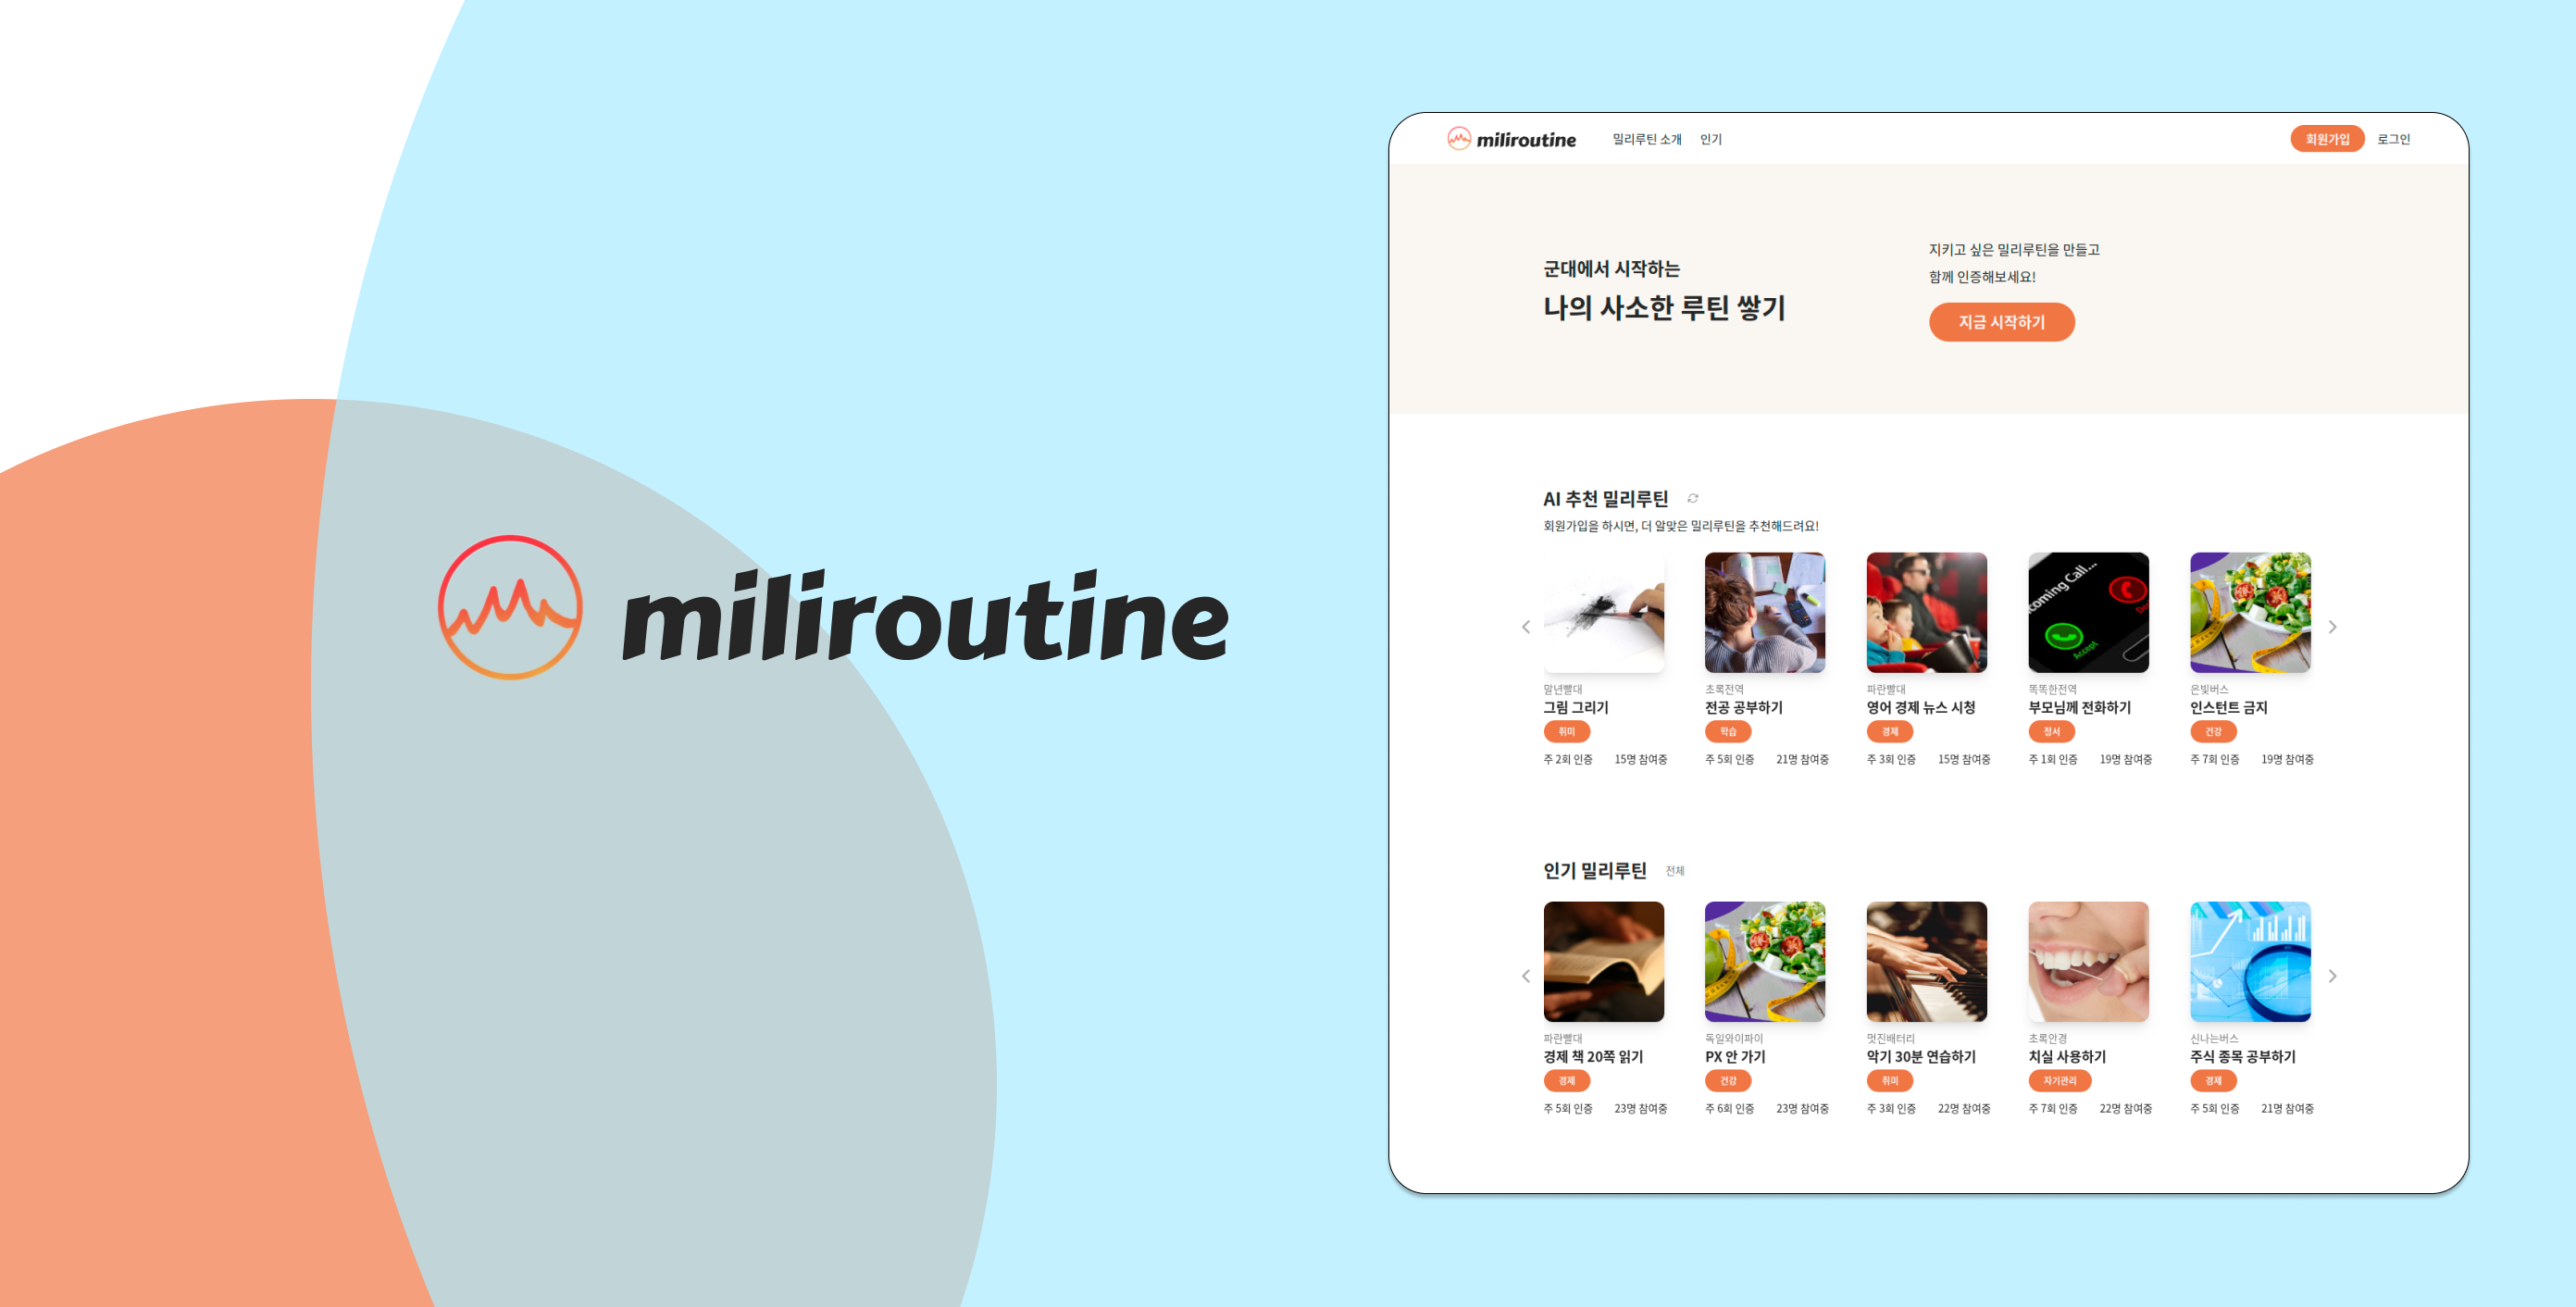 miliroutine
miliroutine
밀리루틴 소개
인기
회원가입
로그인
군대에서 시작하는
나의 사소한 루틴 쌓기
지키고 싶은 밀리루틴을 만들고
함께 인증해보세요!
지금 시작하기
AI 추천 밀리루틴
회원가입을 하시면, 더 알맞은 밀리루틴을 추천해드려요!
coming Call...
Accept
말년빨대
그림 그리기
취미
주 2회 인증
15명 참여중
초록전역
전공 공부하기
학습
주 5회 인증
21명 참여중
파란빨대
영어 경제 뉴스 시청
경제
주 3회 인증
15명 참여중
똑똑한전역
부모님께 전화하기
정서
주 1회 인증
19명 참여중
은빛버스
인스턴트 금지
건강
주 7회 인증
19명 참여중
인기 밀리루틴
전체
파란빨대
경제 책 20쪽 읽기
경제
주 5회 인증
23명 참여중
독일와이파이
PX 안 가기
건강
주 6회 인증
23명 참여중
멋진배터리
악기 30분 연습하기
취미
주 3회 인증
22명 참여중
초록안경
치실 사용하기
자기관리
주 7회 인증
22명 참여중
신나는버스
주식 종목 공부하기
경제
주 5회 인증
21명 참여중